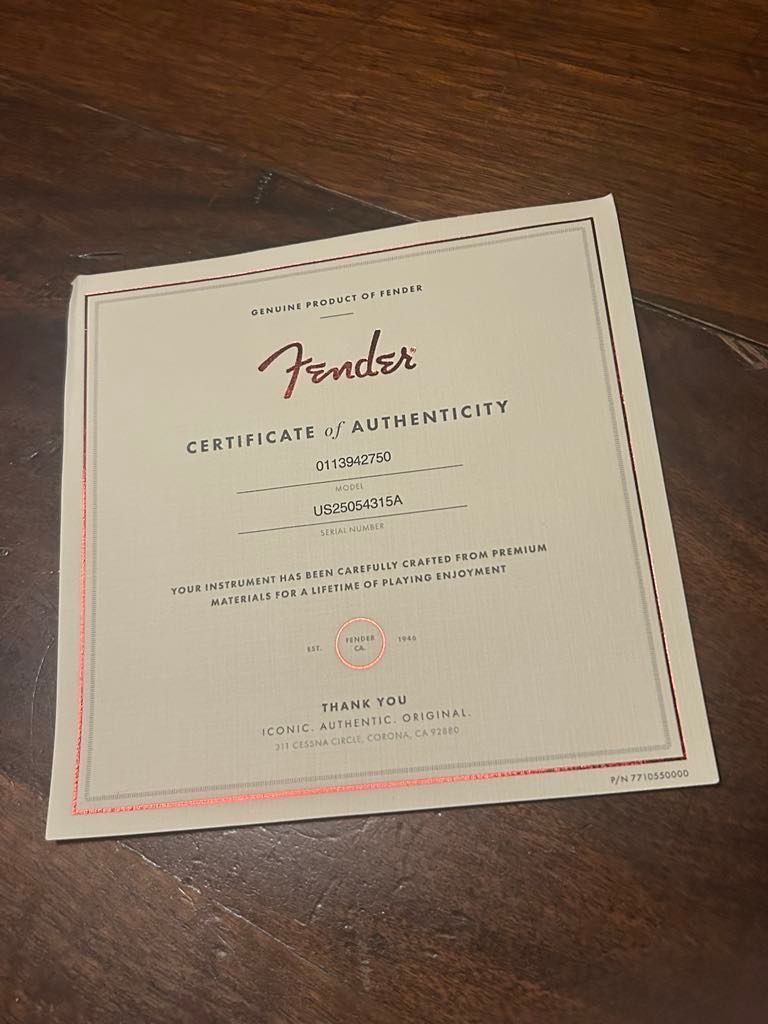 GENUINE PRODUCT OF FENDER
Fender®
CERTIFICATE of AUTHENTICITY
0113942750
MODEL
US25054315A
SERIAL NUMBER
YOUR INSTRUMENT HAS BEEN CAREFULLY CRAFTED FROM PREMIUM
MATERIALS FOR A LIFETIME OF PLAYING ENJOYMENT
EST. FENDER CA. 1946
THANK YOU
ICONIC. AUTHENTIC. ORIGINAL.
311 CESSNA CIRCLE, CORONA, CA 92880
P/N 7710550000